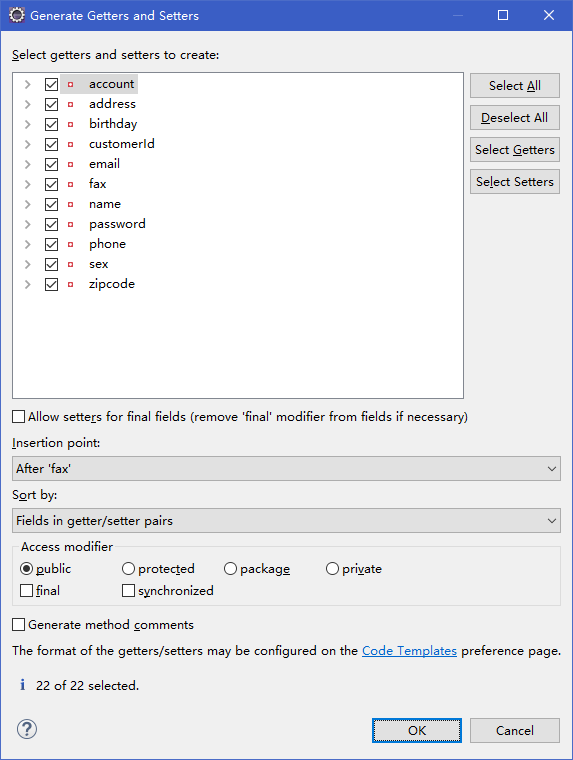 Generate Getters and Setters
Select getters and setters to create:
account
address
birthday
customerId
email
fax
name
password
phone
sex
zipcode
Select All
Deselect All
Select Getters
Select Setters
Allow setters for final fields (remove 'final' modifier from fields if necessary)
Insertion point:
After 'fax'
Sort by:
Fields in getter/setter pairs
Access modifier
public protected package private
final synchronized
Generate method comments
The format of the getters/setters may be configured on the Code Templates preference page.
i 22 of 22 selected.
? OK Cancel